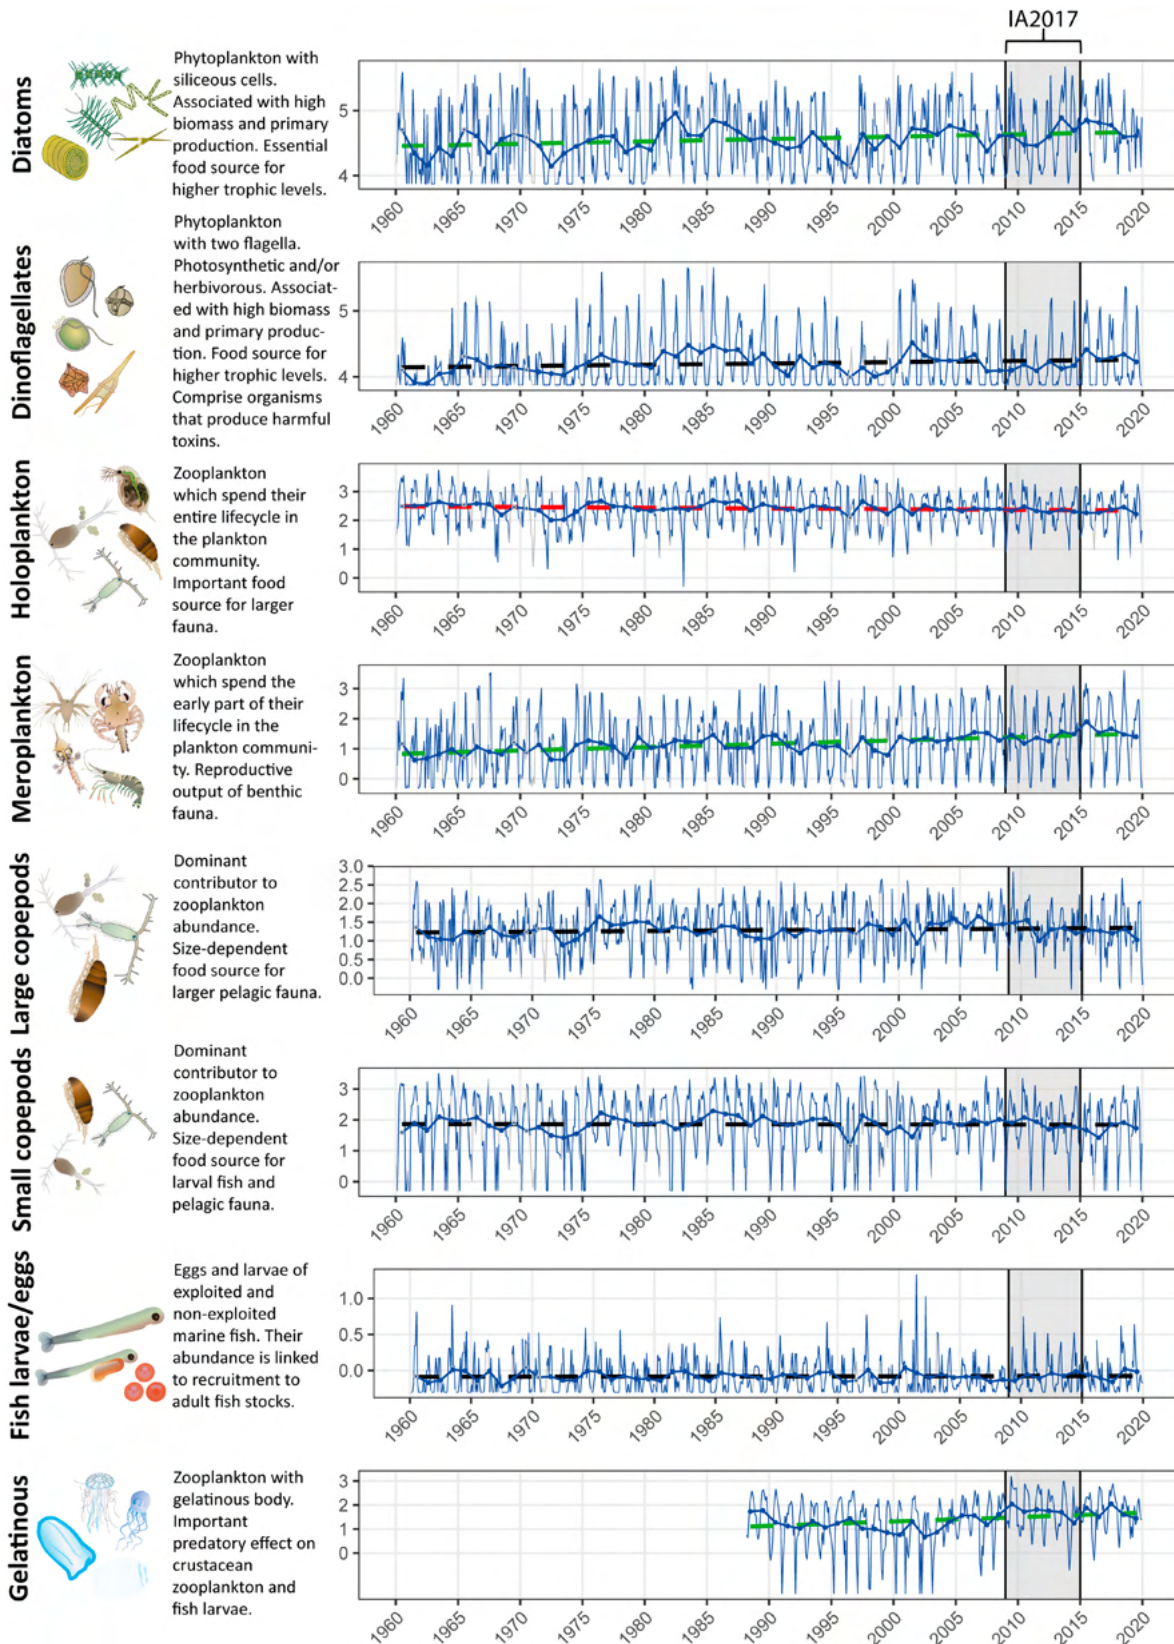 IA2017
Diatoms
Phytoplankton with
siliceous cells.
Associated with high
biomass and primary
production. Essential
food source for
higher trophic levels.
5
4
1960 1965 1970 1975 1980 1985 1990 1995 2000 2005 2010 2015 2020
Dinoflagellates
Phytoplankton
with two flagella.
Photosynthetic and/or
herbivorous. Associat-
ed with high biomass
and primary produc-
tion. Food source for
higher trophic levels.
Comprise organisms
that produce harmful
toxins.
5
4
1960 1965 1970 1975 1980 1985 1990 1995 2000 2005 2010 2015 2020
Holoplankton
Zooplankton
which spend their
entire lifecycle in
the plankton
community.
Important food
source for larger
fauna.
3
2
1
0
1960 1965 1970 1975 1980 1985 1990 1995 2000 2005 2010 2015 2020
Meroplankton
Zooplankton
which spend the
early part of their
lifecycle in the
plankton communi-
ty. Reproductive
output of benthic
fauna.
3
2
1
0
1960 1965 1970 1975 1980 1985 1990 1995 2000 2005 2010 2015 2020
Large copepods
Dominant
contributor to
zooplankton
abundance.
Size-dependent
food source for
larger pelagic fauna.
3.0
2.5
2.0
1.5
1.0
0.5
0.0
1960 1965 1970 1975 1980 1985 1990 1995 2000 2005 2010 2015 2020
Small copepods
Dominant
contributor to
zooplankton
abundance.
Size-dependent
food source for
larval fish and
pelagic fauna.
3
2
1
0
1960 1965 1970 1975 1980 1985 1990 1995 2000 2005 2010 2015 2020
Fish larvae/eggs
Eggs and larvae of
exploited and
non-exploited
marine fish. Their
abundance is linked
to recruitment to
adult fish stocks.
1.0
0.5
0.0
1960 1965 1970 1975 1980 1985 1990 1995 2000 2005 2010 2015 2020
Gelatinous
Zooplankton with
gelatinous body.
Important
predatory effect on
crustacean
zooplankton and
fish larvae.
3
2
1
0
1960 1965 1970 1975 1980 1985 1990 1995 2000 2005 2010 2015 2020